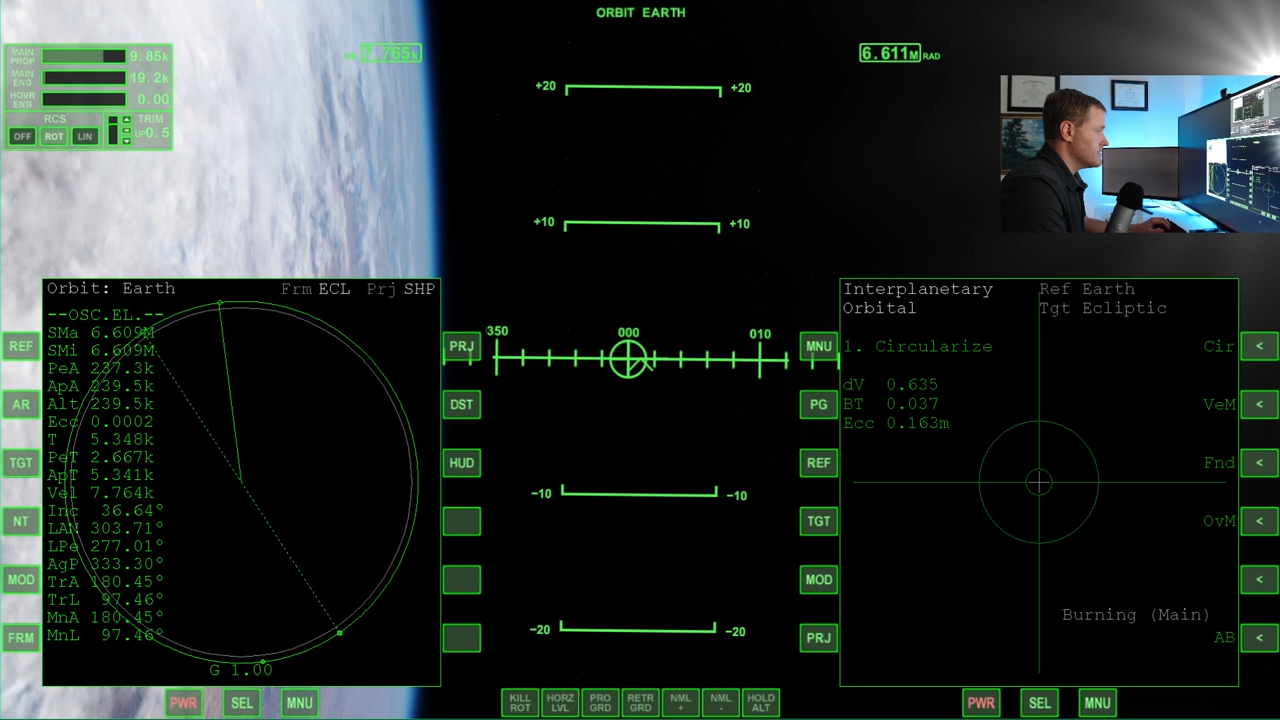 ORBIT EARTH
MAIN PROP 9.85k
MAIN ENG 19.2k
HOVR ENG 0.00
RCS TRIM
OFF ROT LIN UP 0.5
7.765k
6.611M RAD
+20 +20
+10 +10
350 000 010
-10 -10
-20 -20
Orbit: Earth Frm ECL Prj SHP
--OSC.EL.--
SMa 6.609M
SMi 6.609M
PeA 237.3k
ApA 239.5k
Alt 239.5k
Ecc 0.0002
T 5.348k
PeT 2.667k
ApT 5.341k
Vel 7.764k
Inc 36.64°
LAN 303.71°
LPe 277.01°
AgP 333.30°
TrA 180.45°
TrL 97.46°
MnA 180.45°
MnL 97.46°
G 1.00
REF
AR
TGT
NT
MOD
FRM
PRJ
DST
HUD
PWR SEL MNU
KILL ROT
HORZ LVL
PRO GRD
RETR GRD
NML +
NML -
HOLD ALT
MNU
PG
REF
TGT
MOD
PRJ
Interplanetary Ref Earth
Orbital Tgt Ecliptic
1. Circularize
dV 0.635
BT 0.037
Ecc 0.163m
Burning (Main)
Cir <
VeM <
Fnd <
OvM <
<
AB <
PWR SEL MNU